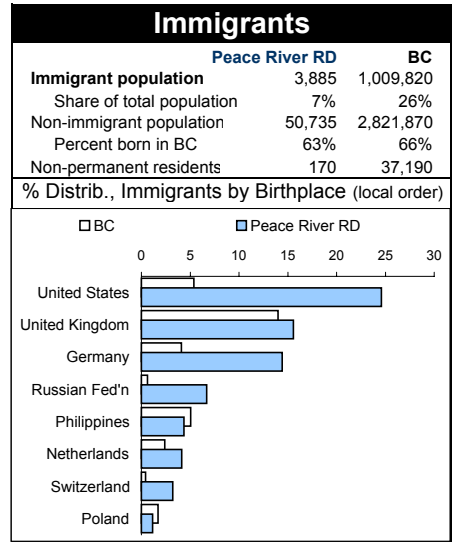 Immigrants
Peace River RD BC
Immigrant population 3,885 1,009,820
Share of total population 7% 26%
Non-immigrant population 50,735 2,821,870
Percent born in BC 63% 66%
Non-permanent residents 170 37,190
% Distrib., Immigrants by Birthplace (local order)
BC Peace River RD
0 5 10 15 20 25 30
United States
United Kingdom
Germany
Russian Fed'n
Philippines
Netherlands
Switzerland
Poland